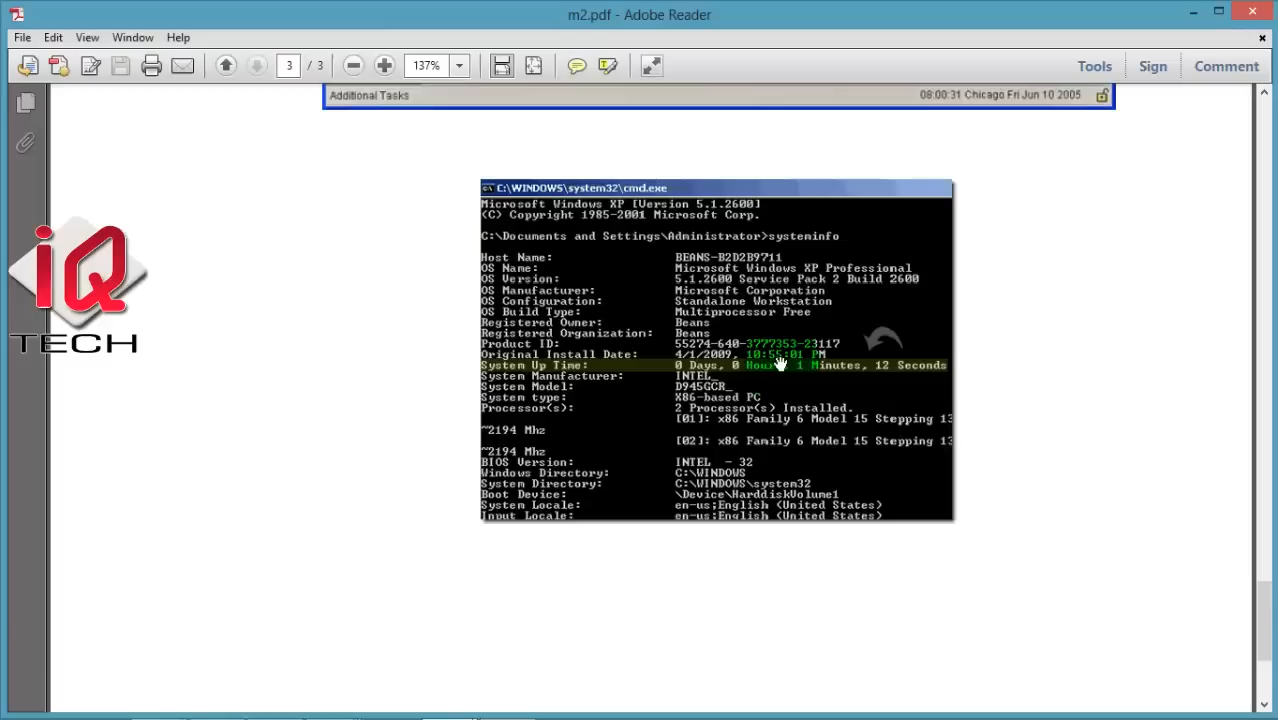 m2.pdf - Adobe Reader
File Edit View Window Help
3 / 3 137% Tools Sign Comment
Additional Tasks 08:00:31 Chicago Fri Jun 10 2005
C:\WINDOWS\system32\cmd.exe
Microsoft Windows XP [Version 5.1.2600]
(C) Copyright 1985-2001 Microsoft Corp.
C:\Documents and Settings\Administrator>systeminfo
Host Name: BEANS-B2D2B9711
OS Name: Microsoft Windows XP Professional
OS Version: 5.1.2600 Service Pack 2 Build 2600
OS Manufacturer: Microsoft Corporation
OS Configuration: Standalone Workstation
OS Build Type: Multiprocessor Free
Registered Owner: Beans
Registered Organization: Beans
Product ID: 55274-640-3777353-23117
Original Install Date: 4/1/2009, 10:55:01 PM
System Up Time: 0 Days, 0 Hours, 1 Minutes, 12 Seconds
System Manufacturer: INTEL_
System Model: D945GCR_
System type: X86-based PC
Processor(s): 2 Processor(s) Installed.
[01]: x86 Family 6 Model 15 Stepping 13
~2194 Mhz
[02]: x86 Family 6 Model 15 Stepping 13
~2194 Mhz
BIOS Version: INTEL - 32
Windows Directory: C:\WINDOWS
System Directory: C:\WINDOWS\system32
Boot Device: \Device\HarddiskVolume1
System Locale: en-us;English (United States)
Input Locale: en-us;English (United States)
iQ
TECH